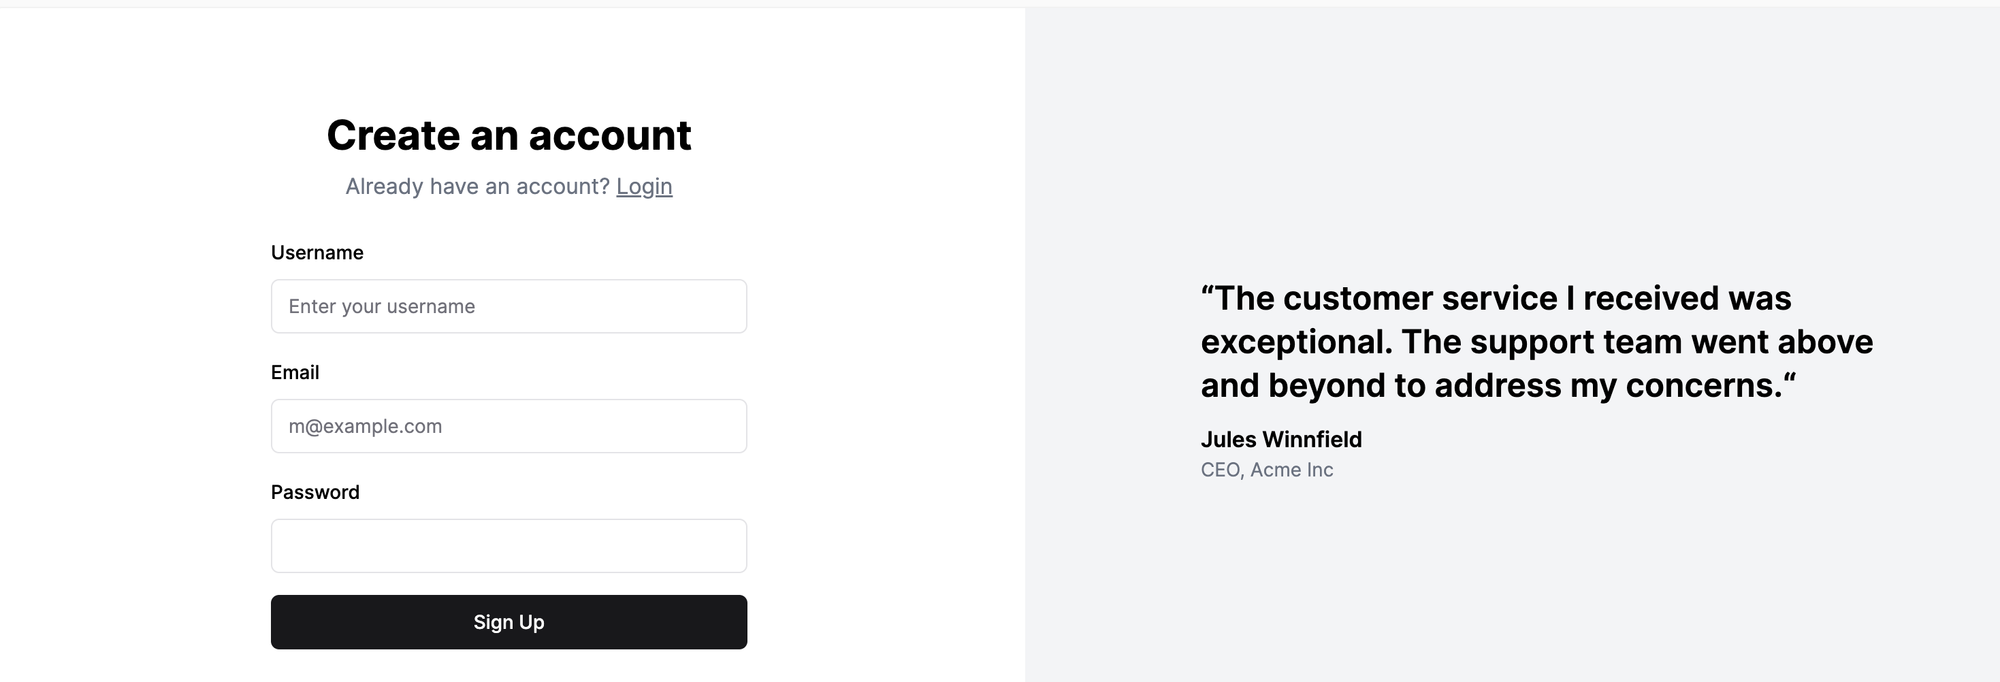 Create an account
Already have an account? Login
Username
Enter your username
Email
m@example.com
Password
Sign Up
“The customer service I received was
exceptional. The support team went above
and beyond to address my concerns.“
Jules Winnfield
CEO, Acme Inc